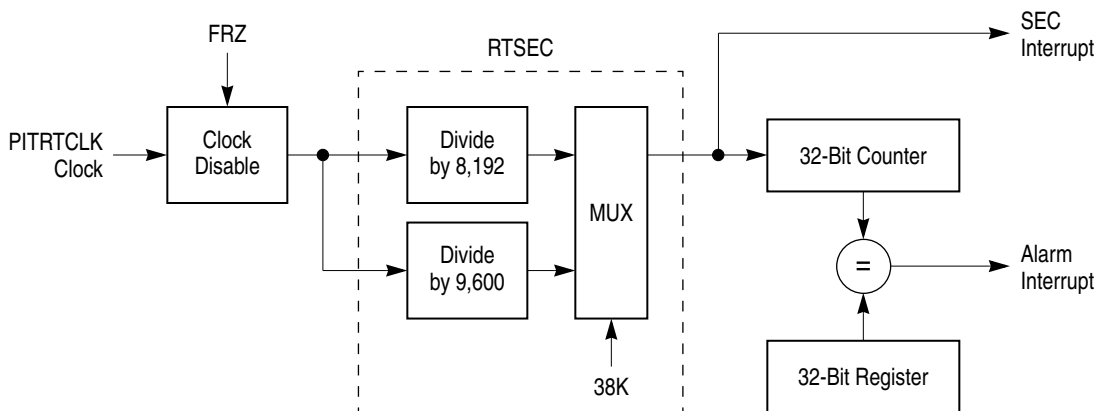 FRZ
RTSEC
SEC
Interrupt
PITRTCLK
Clock
Clock
Disable
Divide
by 8,192
Divide
by 9,600
MUX
38K
32-Bit Counter
=
Alarm
Interrupt
32-Bit Register